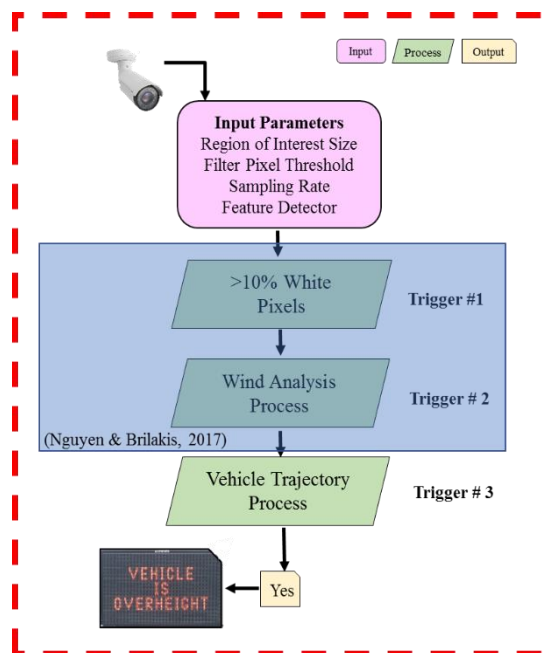 Input
Process
Output
Input Parameters
Region of Interest Size
Filter Pixel Threshold
Sampling Rate
Feature Detector
>10% White
Pixels
Trigger #1
Wind Analysis
Process
Trigger # 2
(Nguyen & Brilakis, 2017)
Vehicle Trajectory
Process
Trigger # 3
VEHICLE
IS
OVERHEIGHT
Yes